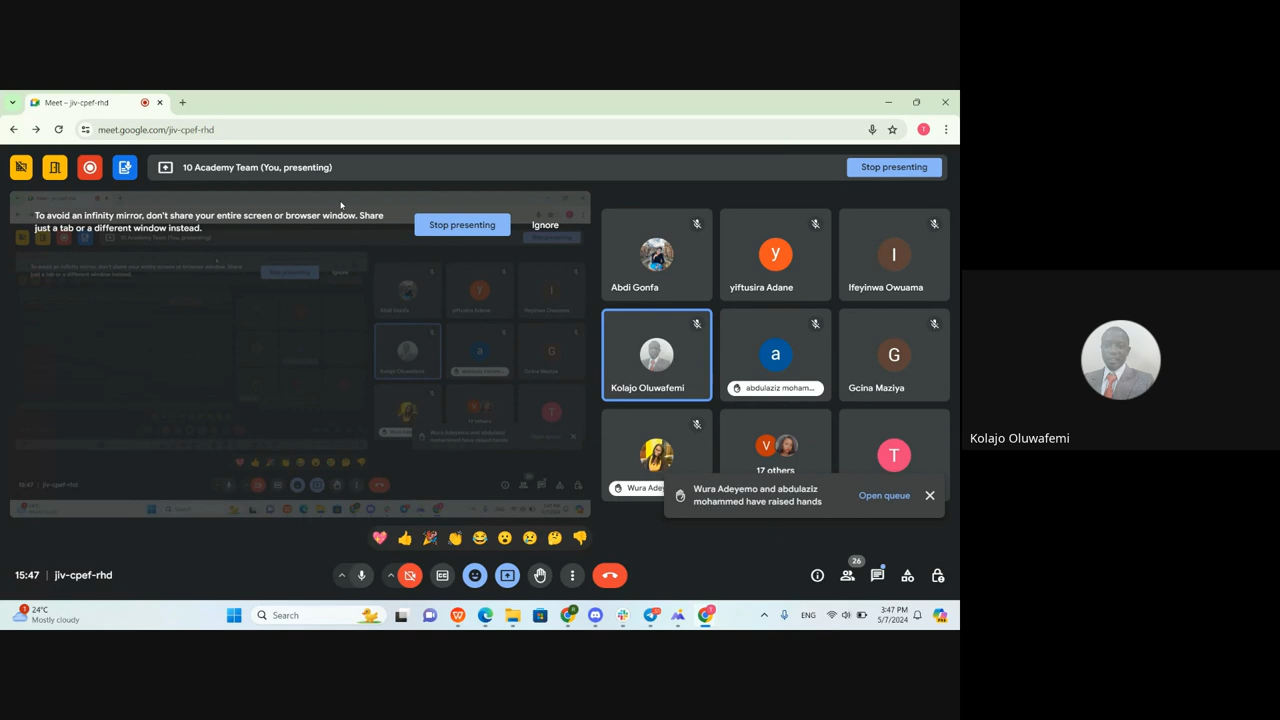 Meet – jiv-cpef-rhd
meet.google.com/jiv-cpef-rhd
T
10 Academy Team (You, presenting)
Stop presenting
To avoid an infinity mirror, don't share your entire screen or browser window. Share
just a tab or a different window instead.
Stop presenting
Ignore
Abdi Gonfa
y
yiftusira Adane
I
Ifeyinwa Owuama
Kolajo Oluwafemi
a
abdulaziz moham...
G
Gcina Maziya
Wura Ade
V
17 others
T
Wura Adeyemo and abdulaziz
mohammed have raised hands
Open queue
15:47 | jiv-cpef-rhd
26
24°C
Mostly cloudy
Search
ENG
3:47 PM
5/7/2024
Kolajo Oluwafemi